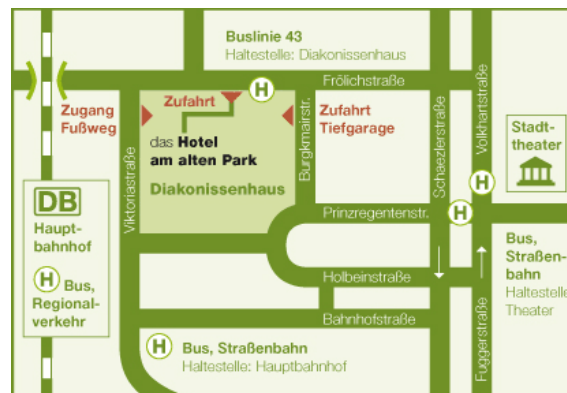 Buslinie 43
Haltestelle: Diakonissenhaus
Frölichstraße
Zugang
Fußweg
Zufahrt
H
Zufahrt
Tiefgarage
das Hotel
am alten Park
Diakonissenhaus
Viktoriastraße
Burgkmairstr.
Schaezlerstraße
Volkhartstraße
Stadt-
theater
DB
Haupt-
bahnhof
H Bus,
Regional-
verkehr
Prinzregentenstr.
H
H
Bus,
Straßen-
bahn
Haltestelle
Theater
Holbeinstraße
Bahnhofstraße
Fuggerstraße
H Bus, Straßenbahn
Haltestelle: Hauptbahnhof